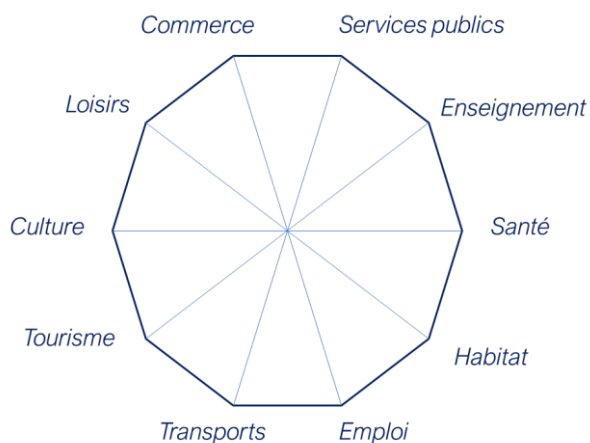 Commerce
Services publics
Loisirs
Enseignement
Culture
Santé
Tourisme
Habitat
Transports
Emploi